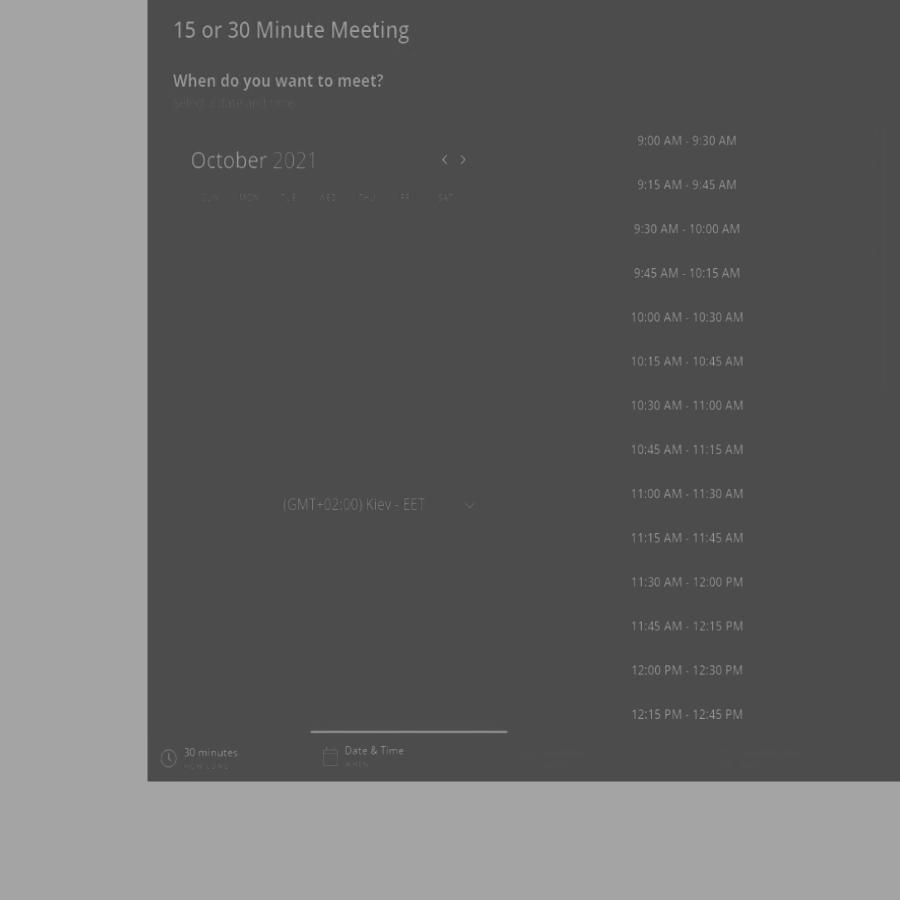 15 or 30 Minute Meeting
When do you want to meet?
Select a date and time
October 2021
SUN MON TUE WED THU FRI SAT
(GMT+02:00) Kiev - EET
9:00 AM - 9:30 AM
9:15 AM - 9:45 AM
9:30 AM - 10:00 AM
9:45 AM - 10:15 AM
10:00 AM - 10:30 AM
10:15 AM - 10:45 AM
10:30 AM - 11:00 AM
10:45 AM - 11:15 AM
11:00 AM - 11:30 AM
11:15 AM - 11:45 AM
11:30 AM - 12:00 PM
11:45 AM - 12:15 PM
12:00 PM - 12:30 PM
12:15 PM - 12:45 PM
30 minutes
HOW LONG
Date & Time
WHEN